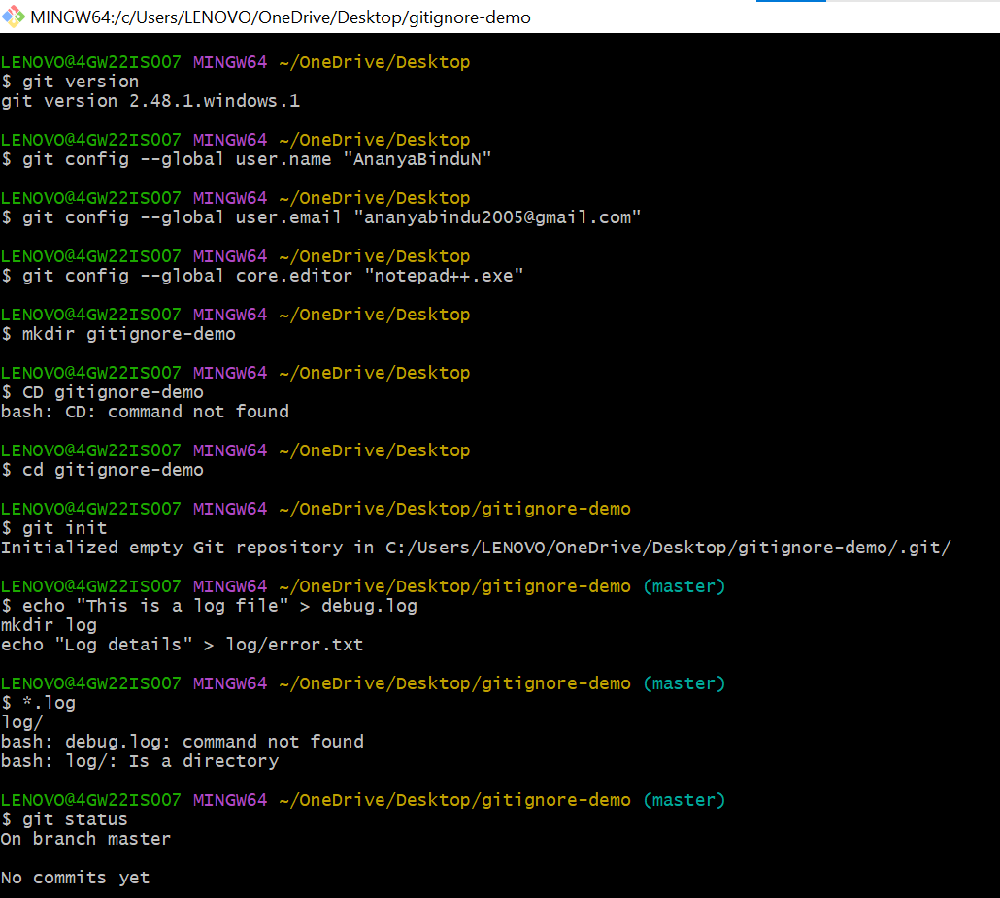 MINGW64:/c/Users/LENOVO/OneDrive/Desktop/gitignore-demo
LENOVO@4GW22IS007 MINGW64 ~/OneDrive/Desktop
$ git version
git version 2.48.1.windows.1
LENOVO@4GW22IS007 MINGW64 ~/OneDrive/Desktop
$ git config --global user.name "AnanyaBinduN"
LENOVO@4GW22IS007 MINGW64 ~/OneDrive/Desktop
$ git config --global user.email "ananyabindu2005@gmail.com"
LENOVO@4GW22IS007 MINGW64 ~/OneDrive/Desktop
$ git config --global core.editor "notepad++.exe"
LENOVO@4GW22IS007 MINGW64 ~/OneDrive/Desktop
$ mkdir gitignore-demo
LENOVO@4GW22IS007 MINGW64 ~/OneDrive/Desktop
$ CD gitignore-demo
bash: CD: command not found
LENOVO@4GW22IS007 MINGW64 ~/OneDrive/Desktop
$ cd gitignore-demo
LENOVO@4GW22IS007 MINGW64 ~/OneDrive/Desktop/gitignore-demo
$ git init
Initialized empty Git repository in C:/Users/LENOVO/OneDrive/Desktop/gitignore-demo/.git/
LENOVO@4GW22IS007 MINGW64 ~/OneDrive/Desktop/gitignore-demo (master)
$ echo "This is a log file" > debug.log
mkdir log
echo "Log details" > log/error.txt
LENOVO@4GW22IS007 MINGW64 ~/OneDrive/Desktop/gitignore-demo (master)
$ *.log
log/
bash: debug.log: command not found
bash: log/: Is a directory
LENOVO@4GW22IS007 MINGW64 ~/OneDrive/Desktop/gitignore-demo (master)
$ git status
On branch master
No commits yet